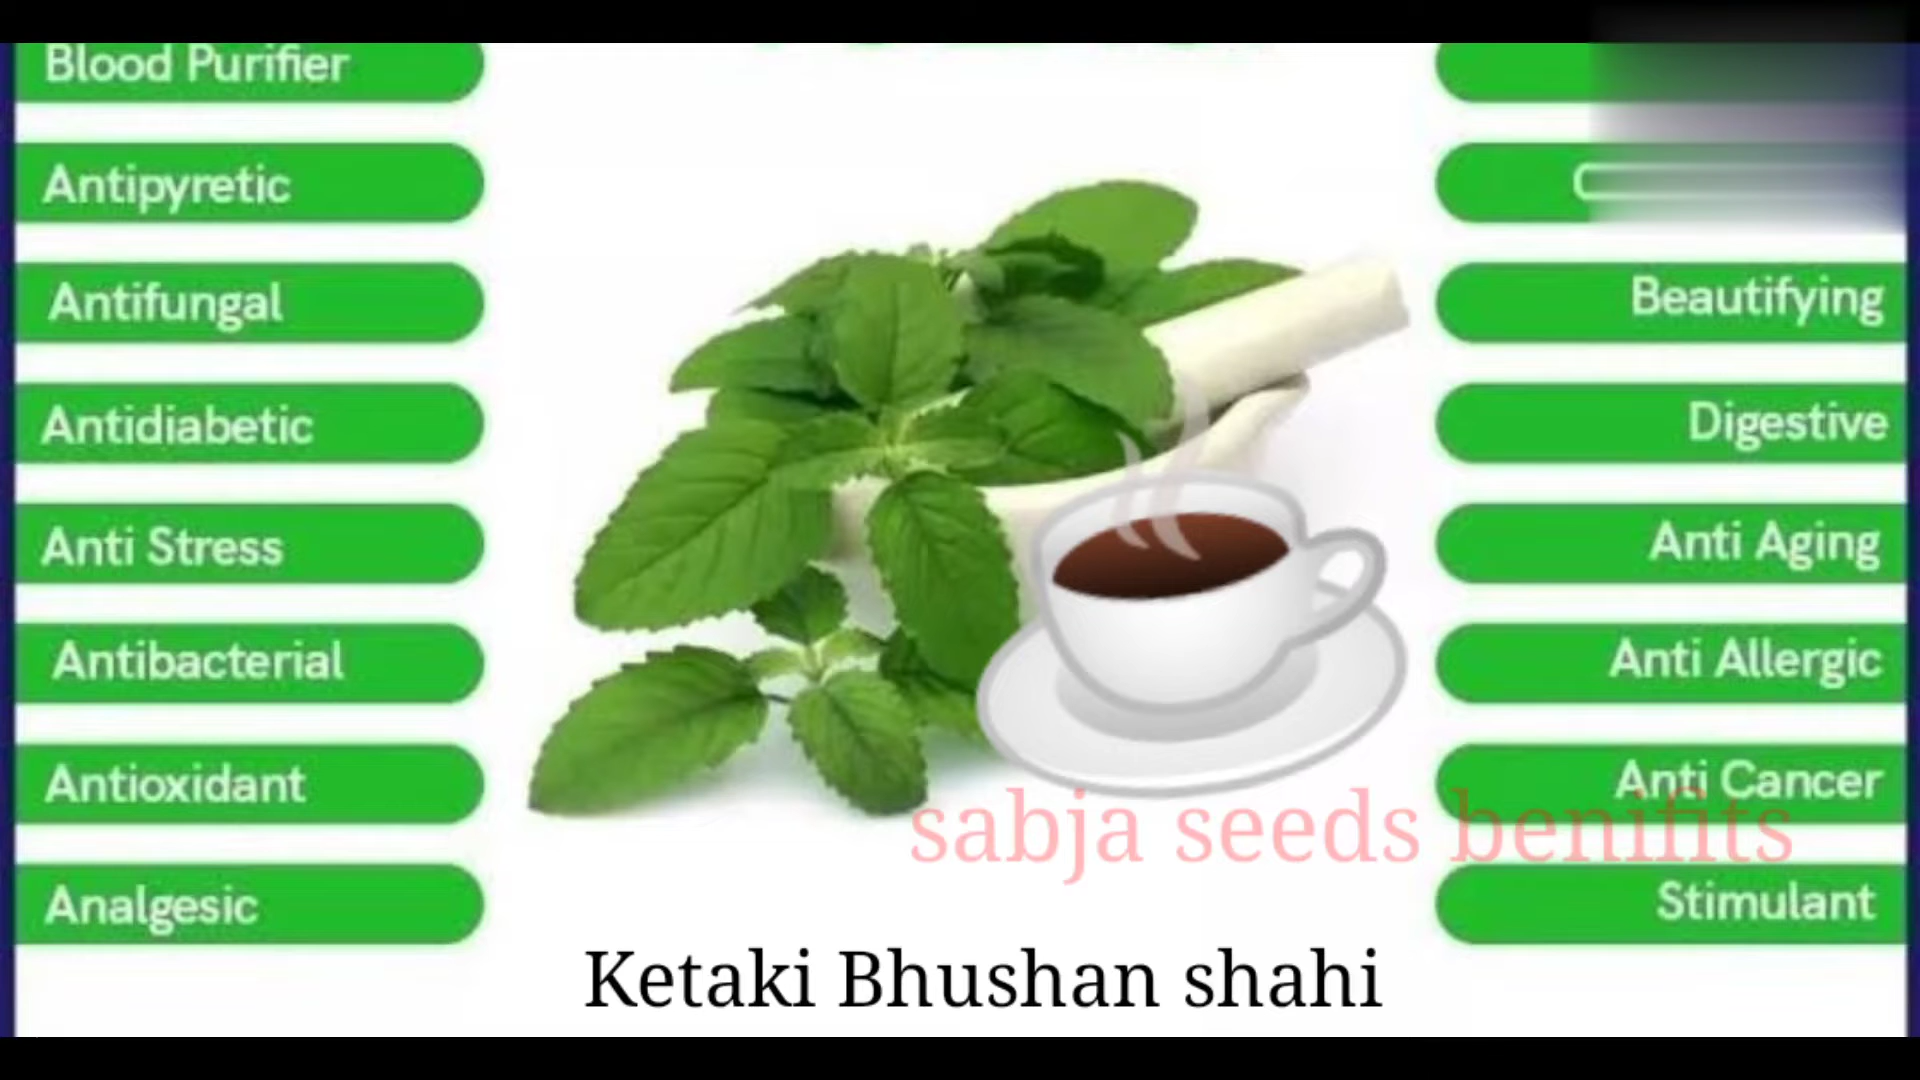 Blood Purifier
Antipyretic
Antifungal
Antidiabetic
Anti Stress
Antibacterial
Antioxidant
Analgesic
Beautifying
Digestive
Anti Aging
Anti Allergic
Anti Cancer
Stimulant
sabja seeds benifits
Ketaki Bhushan shahi